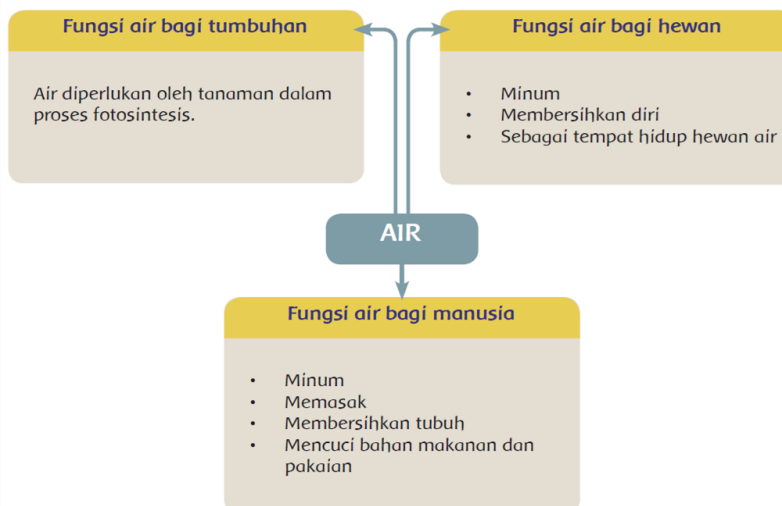 Fungsi air bagi tumbuhan
Air diperlukan oleh tanaman dalam
proses fotosintesis.
Fungsi air bagi hewan
• Minum
• Membersihkan diri
• Sebagai tempat hidup hewan air
AIR
Fungsi air bagi manusia
• Minum
• Memasak
• Membersihkan tubuh
• Mencuci bahan makanan dan
pakaian